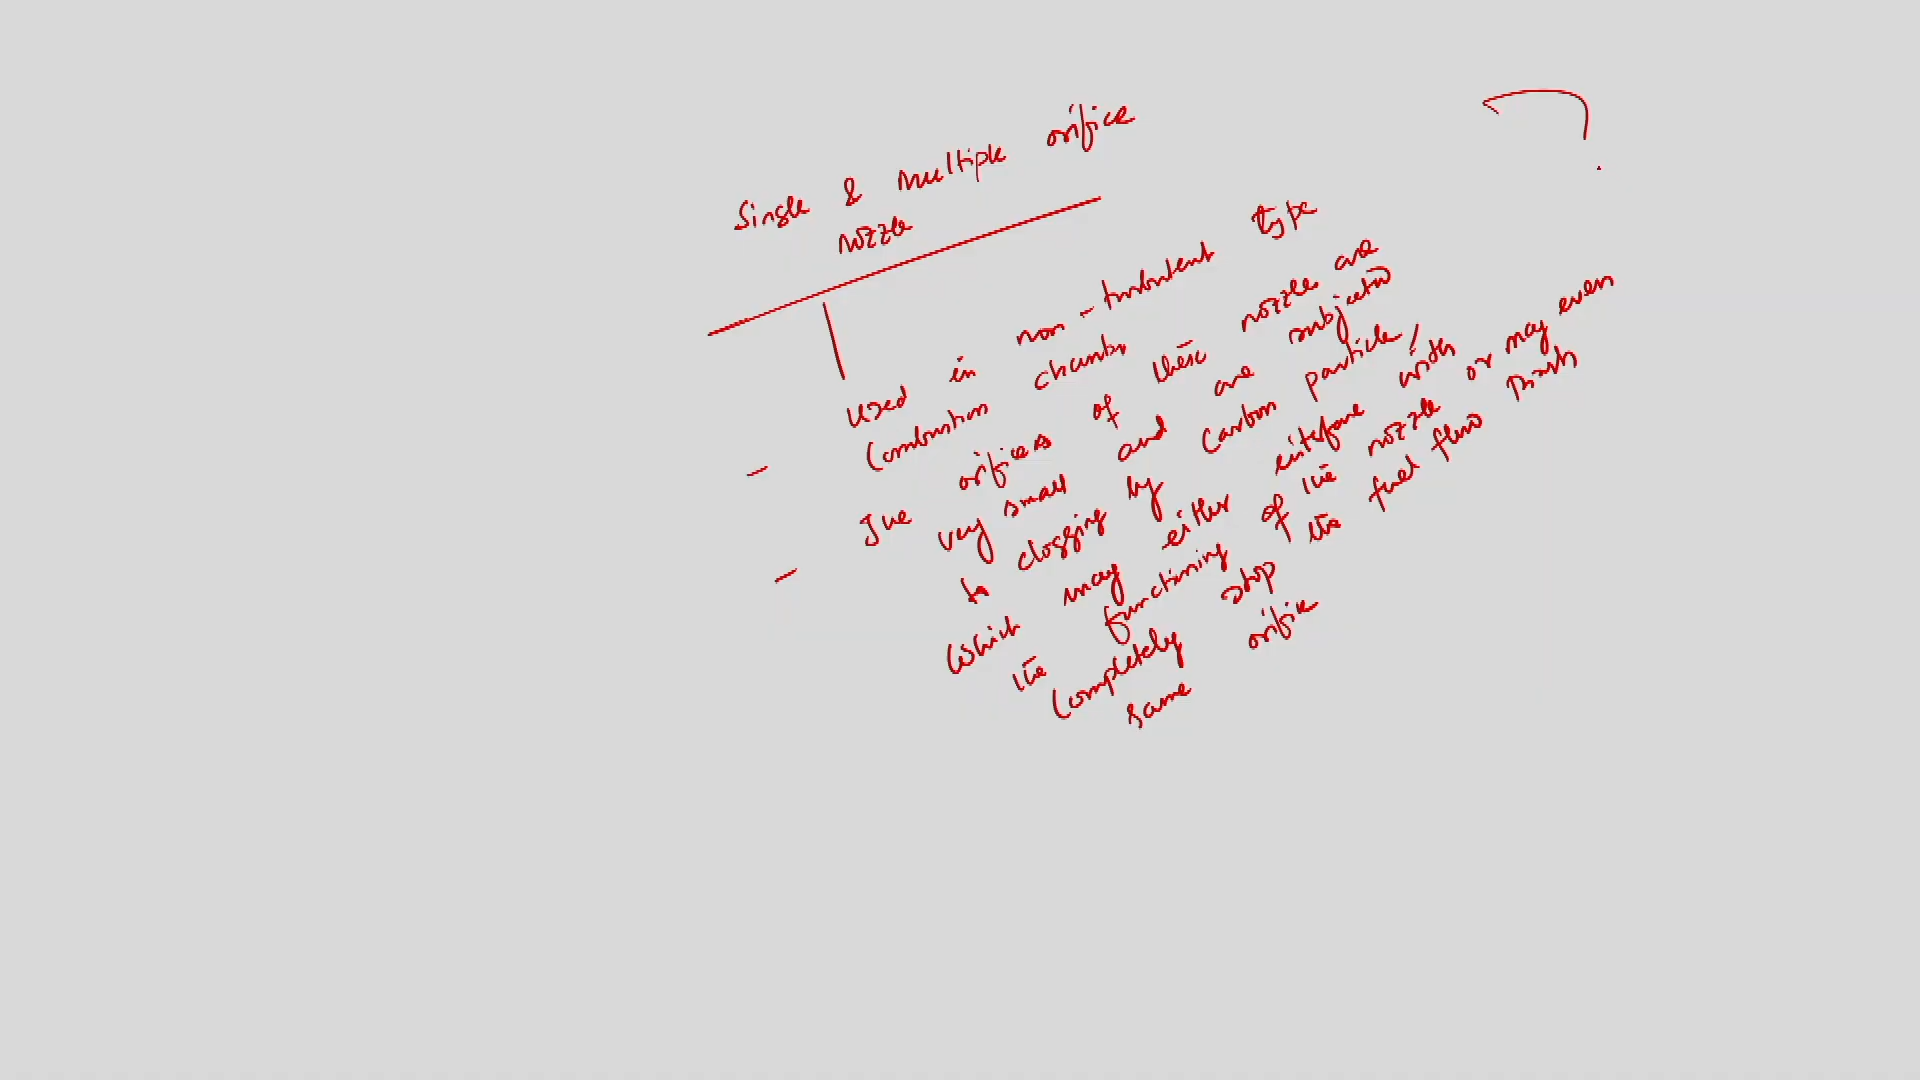 Single & Multiple orifice
nozzle
Used in non-turbulent type
Combustion chamber
- The orifices of these nozzle are
very small and are subjected
- to clogging by Carbon particle,
which may either interfere with
the functioning of the nozzle or may even
Completely stop the fuel flow
same orifice